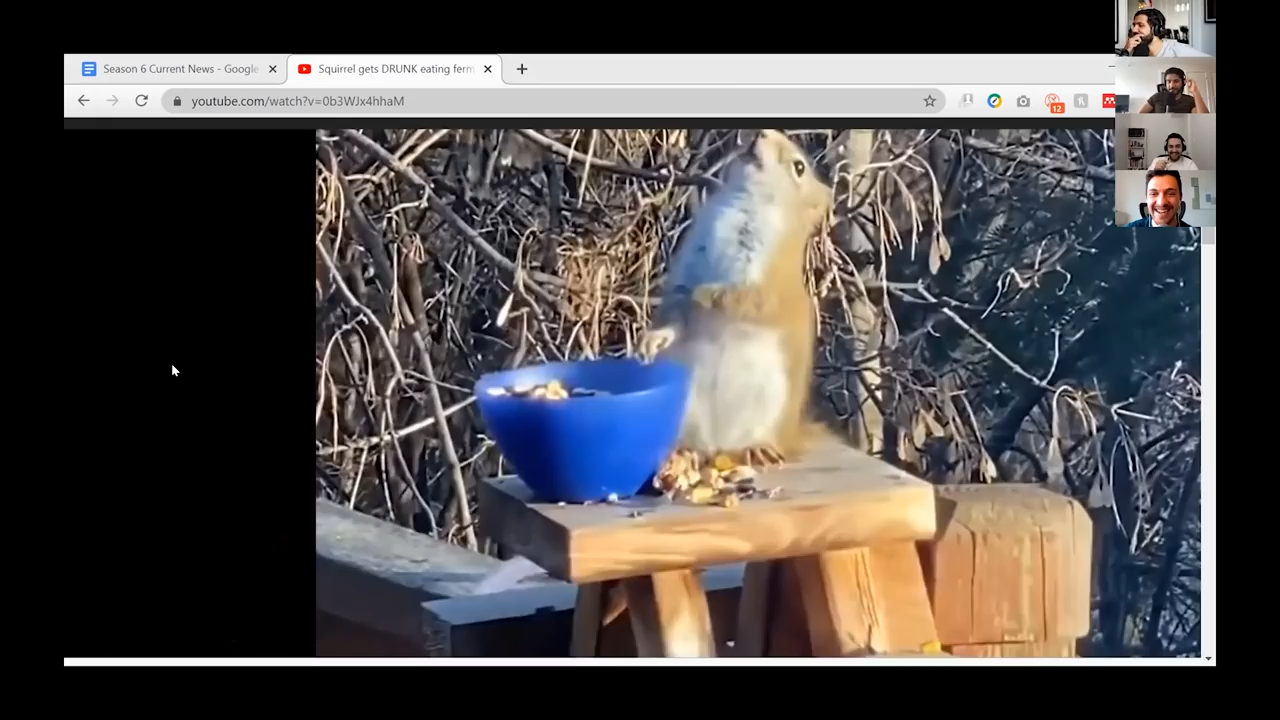 Season 6 Current News - Google
Squirrel gets DRUNK eating ferm
youtube.com/watch?v=0b3WJx4hhaM
12